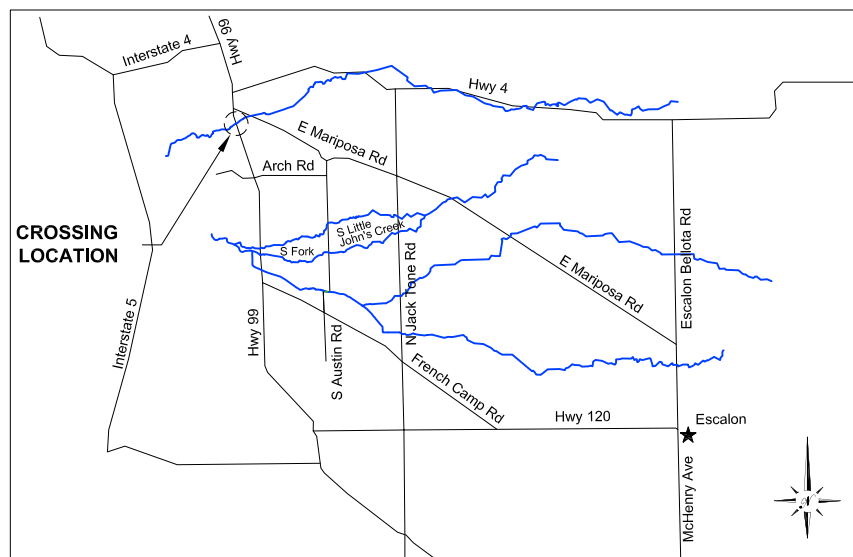 Interstate 4
Hwy 99
Hwy 4
E Mariposa Rd
Arch Rd
CROSSING
LOCATION
S Little
John's Creek
S Fork
N Jack Tone Rd
E Mariposa Rd
Escalon Bellota Rd
Interstate 5
Hwy 99
S Austin Rd
French Camp Rd
Hwy 120
Escalon
McHenry Ave
N